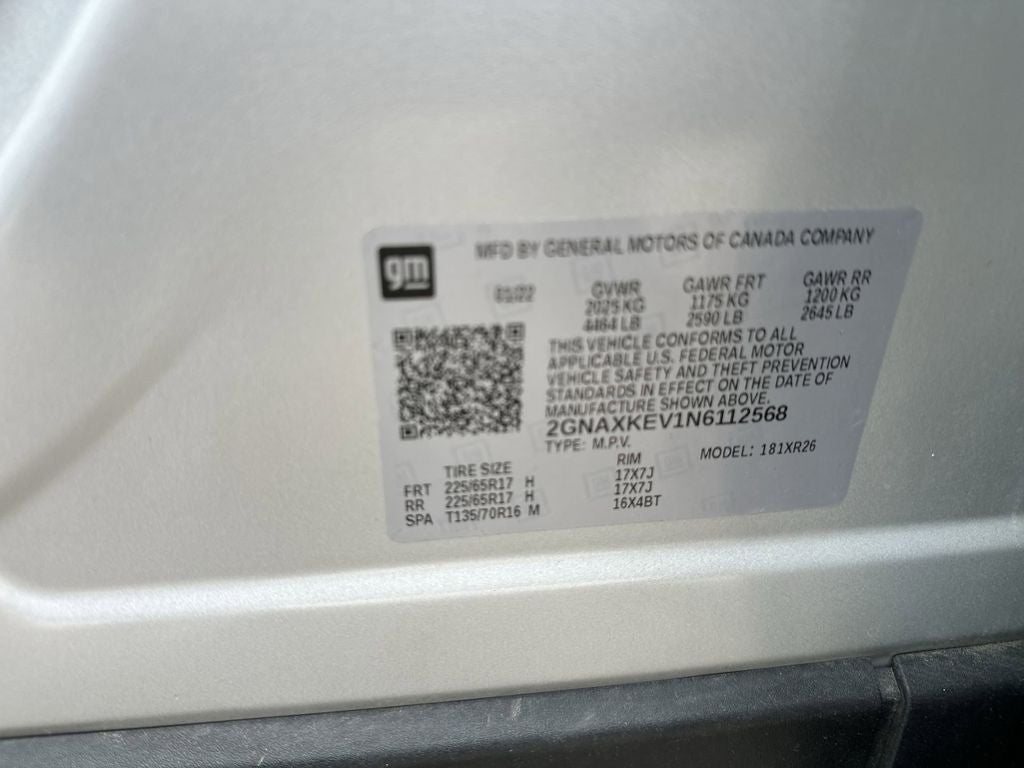 gm
MFD BY GENERAL MOTORS OF CANADA COMPANY
01/22 GVWR GAWR FRT GAWR RR
2025 KG 1175 KG 1200 KG
4464 LB 2590 LB 2645 LB
THIS VEHICLE CONFORMS TO ALL
APPLICABLE U.S. FEDERAL MOTOR
VEHICLE SAFETY AND THEFT PREVENTION
STANDARDS IN EFFECT ON THE DATE OF
MANUFACTURE SHOWN ABOVE.
2GNAXKEV1N6112568
TYPE: M.P.V. MODEL: 181XR26
TIRE SIZE RIM
FRT 225/65R17 H 17X7J
RR 225/65R17 H 17X7J
SPA T135/70R16 M 16X4BT